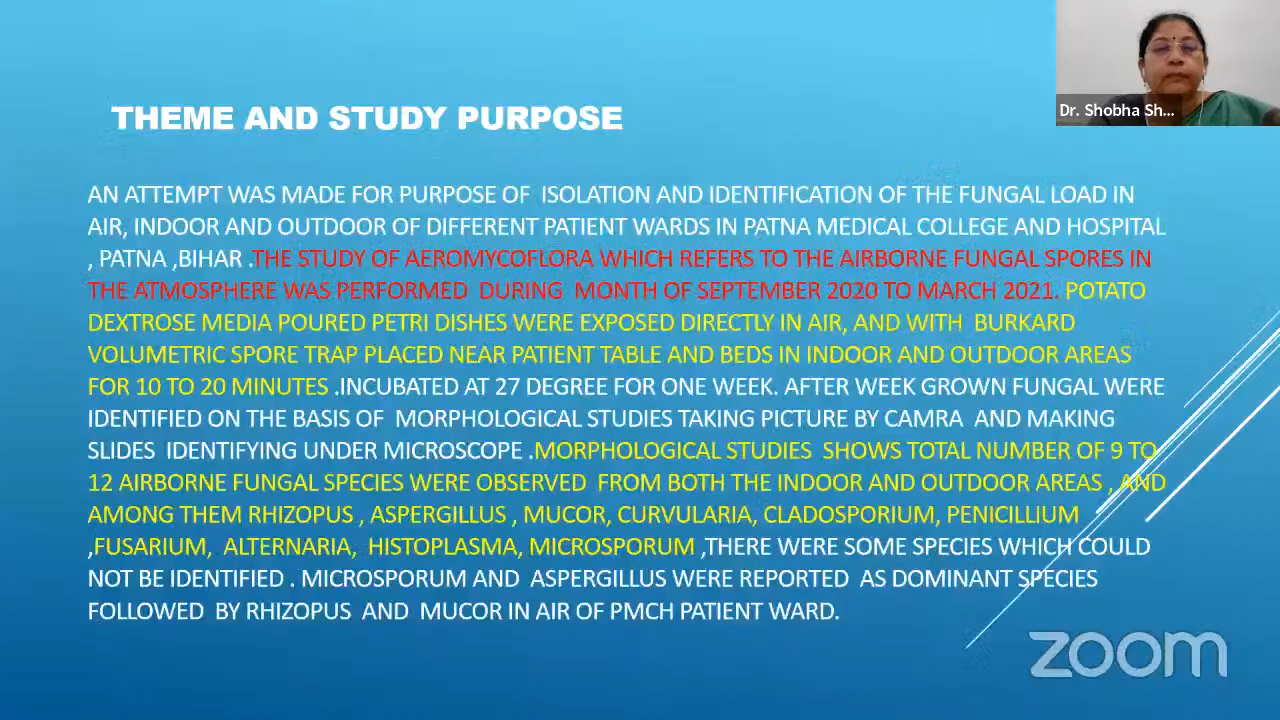 Dr. Shobha Sh...
THEME AND STUDY PURPOSE
AN ATTEMPT WAS MADE FOR PURPOSE OF ISOLATION AND IDENTIFICATION OF THE FUNGAL LOAD IN
AIR, INDOOR AND OUTDOOR OF DIFFERENT PATIENT WARDS IN PATNA MEDICAL COLLEGE AND HOSPITAL
, PATNA ,BIHAR .THE STUDY OF AEROMYCOFLORA WHICH REFERS TO THE AIRBORNE FUNGAL SPORES IN
THE ATMOSPHERE WAS PERFORMED DURING MONTH OF SEPTEMBER 2020 TO MARCH 2021. POTATO
DEXTROSE MEDIA POURED PETRI DISHES WERE EXPOSED DIRECTLY IN AIR, AND WITH BURKARD
VOLUMETRIC SPORE TRAP PLACED NEAR PATIENT TABLE AND BEDS IN INDOOR AND OUTDOOR AREAS
FOR 10 TO 20 MINUTES .INCUBATED AT 27 DEGREE FOR ONE WEEK. AFTER WEEK GROWN FUNGAL WERE
IDENTIFIED ON THE BASIS OF MORPHOLOGICAL STUDIES TAKING PICTURE BY CAMRA AND MAKING
SLIDES IDENTIFYING UNDER MICROSCOPE .MORPHOLOGICAL STUDIES SHOWS TOTAL NUMBER OF 9 TO
12 AIRBORNE FUNGAL SPECIES WERE OBSERVED FROM BOTH THE INDOOR AND OUTDOOR AREAS , AND
AMONG THEM RHIZOPUS , ASPERGILLUS , MUCOR, CURVULARIA, CLADOSPORIUM, PENICILLIUM
,FUSARIUM, ALTERNARIA, HISTOPLASMA, MICROSPORUM ,THERE WERE SOME SPECIES WHICH COULD
NOT BE IDENTIFIED . MICROSPORUM AND ASPERGILLUS WERE REPORTED AS DOMINANT SPECIES
FOLLOWED BY RHIZOPUS AND MUCOR IN AIR OF PMCH PATIENT WARD.
zoom